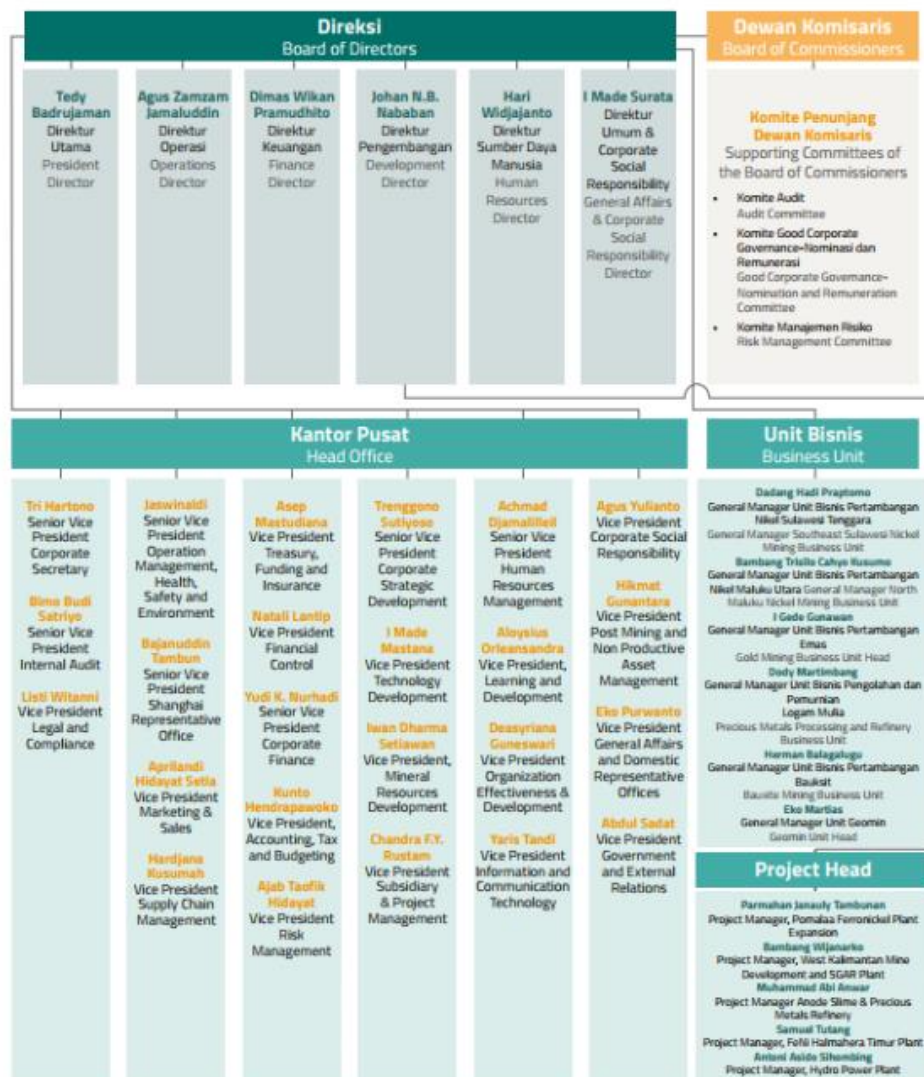 Direksi
Board of Directors
Dewan Komisaris
Board of Commissioners
Tedy
Badrujaman
Direktur
Utama
President
Director
Agus Zamzam
Jamaluddin
Direktur
Operasi
Operations
Director
Dimas Wikan
Pramudhito
Direktur
Keuangan
Finance
Director
Johan N.B.
Nababan
Direktur
Pengembangan
Development
Director
Hari
Widjajanto
Direktur
Sumber Daya
Manusia
Human
Resources
Director
I Made Surata
Direktur
Umum &
Corporate
Social
Responsibility
General Affairs
& Corporate
Social
Responsibility
Director
Komite Penunjang
Dewan Komisaris
Supporting Committees of
the Board of Commissioners
• Komite Audit
Audit Committee
• Komite Good Corporate
Governance-Nominasi dan
Remunerasi
Good Corporate Governance-
Nomination and Remuneration
Committee
• Komite Manajemen Risiko
Risk Management Committee
Kantor Pusat
Head Office
Tri Hartono
Senior Vice
President
Corporate
Secretary
Bimo Budi
Satriyo
Senior Vice
President
Internal Audit
Listi Witanni
Vice President
Legal and
Compliance
Jaswinaldi
Senior Vice
President
Operation
Management,
Health,
Safety and
Environment
Bajanuddin
Tambun
Senior Vice
President
Shanghai
Representative
Office
Aprilandi
Hidayat Setia
Vice President
Marketing &
Sales
Hardjana
Kusumah
Vice President
Supply Chain
Management
Asep
Mastudiana
Vice President
Treasury,
Funding and
Insurance
Natali Lantip
Vice President
Financial
Control
Yudi K. Nurhadi
Senior Vice
President
Corporate
Finance
Kunto
Hendrapawoko
Vice President,
Accounting, Tax
and Budgeting
Ajab Taofik
Hidayat
Vice President
Risk
Management
Trenggono
Sutiyoso
Senior Vice
President
Corporate
Strategic
Development
I Made
Mastana
Vice President
Technology
Development
Iwan Dharma
Setiawan
Vice President,
Mineral
Resources
Development
Chandra F.Y.
Rustam
Vice President
Subsidiary
& Project
Management
Achmad
Djamalilleil
Senior Vice
President
Human
Resources
Management
Aloysius
Orleansandra
Vice President,
Learning and
Development
Deasyriana
Guneswari
Vice President
Organization
Effectiveness &
Development
Yaris Tandi
Vice President
Information and
Communication
Technology
Agus Yulianto
Vice President
Corporate Social
Responsibility
Hikmat
Gunantara
Vice President
Post Mining and
Non Productive
Asset
Management
Eko Purwanto
Vice President
General Affairs
and Domestic
Representative
Offices
Abdul Sadat
Vice President
Government
and External
Relations
Unit Bisnis
Business Unit
Dadang Hadi Praptomo
General Manager Unit Bisnis Pertambangan
Nikel Sulawesi Tenggara
General Manager Southeast Sulawesi Nickel
Mining Business Unit
Bambang Trisilo Cahyo Kusumo
General Manager Unit Bisnis Pertambangan
Nikel Maluku Utara General Manager North
Maluku Nickel Mining Business Unit
I Gede Gunawan
General Manager Unit Bisnis Pertambangan
Emas
Gold Mining Business Unit Head
Dody Martimbang
General Manager Unit Bisnis Pengolahan dan
Pemurnian
Logam Mulia
Precious Metals Processing and Refinery
Business Unit
Herman Balagalugu
General Manager Unit Bisnis Pertambangan
Bauksit
Bauxite Mining Business Unit
Eko Martias
General Manager Unit Geomin
Geomin Unit Head
Project Head
Parmahan Janauly Tambunan
Project Manager, Pomalaa Ferronickel Plant
Expansion
Bambang Wijanarko
Project Manager, West Kalimantan Mine
Development and SGAR Plant
Muhammad Abi Anwar
Project Manager Anode Slime & Precious
Metals Refinery
Samuel Tutang
Project Manager, FeNi Halmahera Timur Plant
Antoni Aside Sihombing
Project Manager, Hydro Power Plant